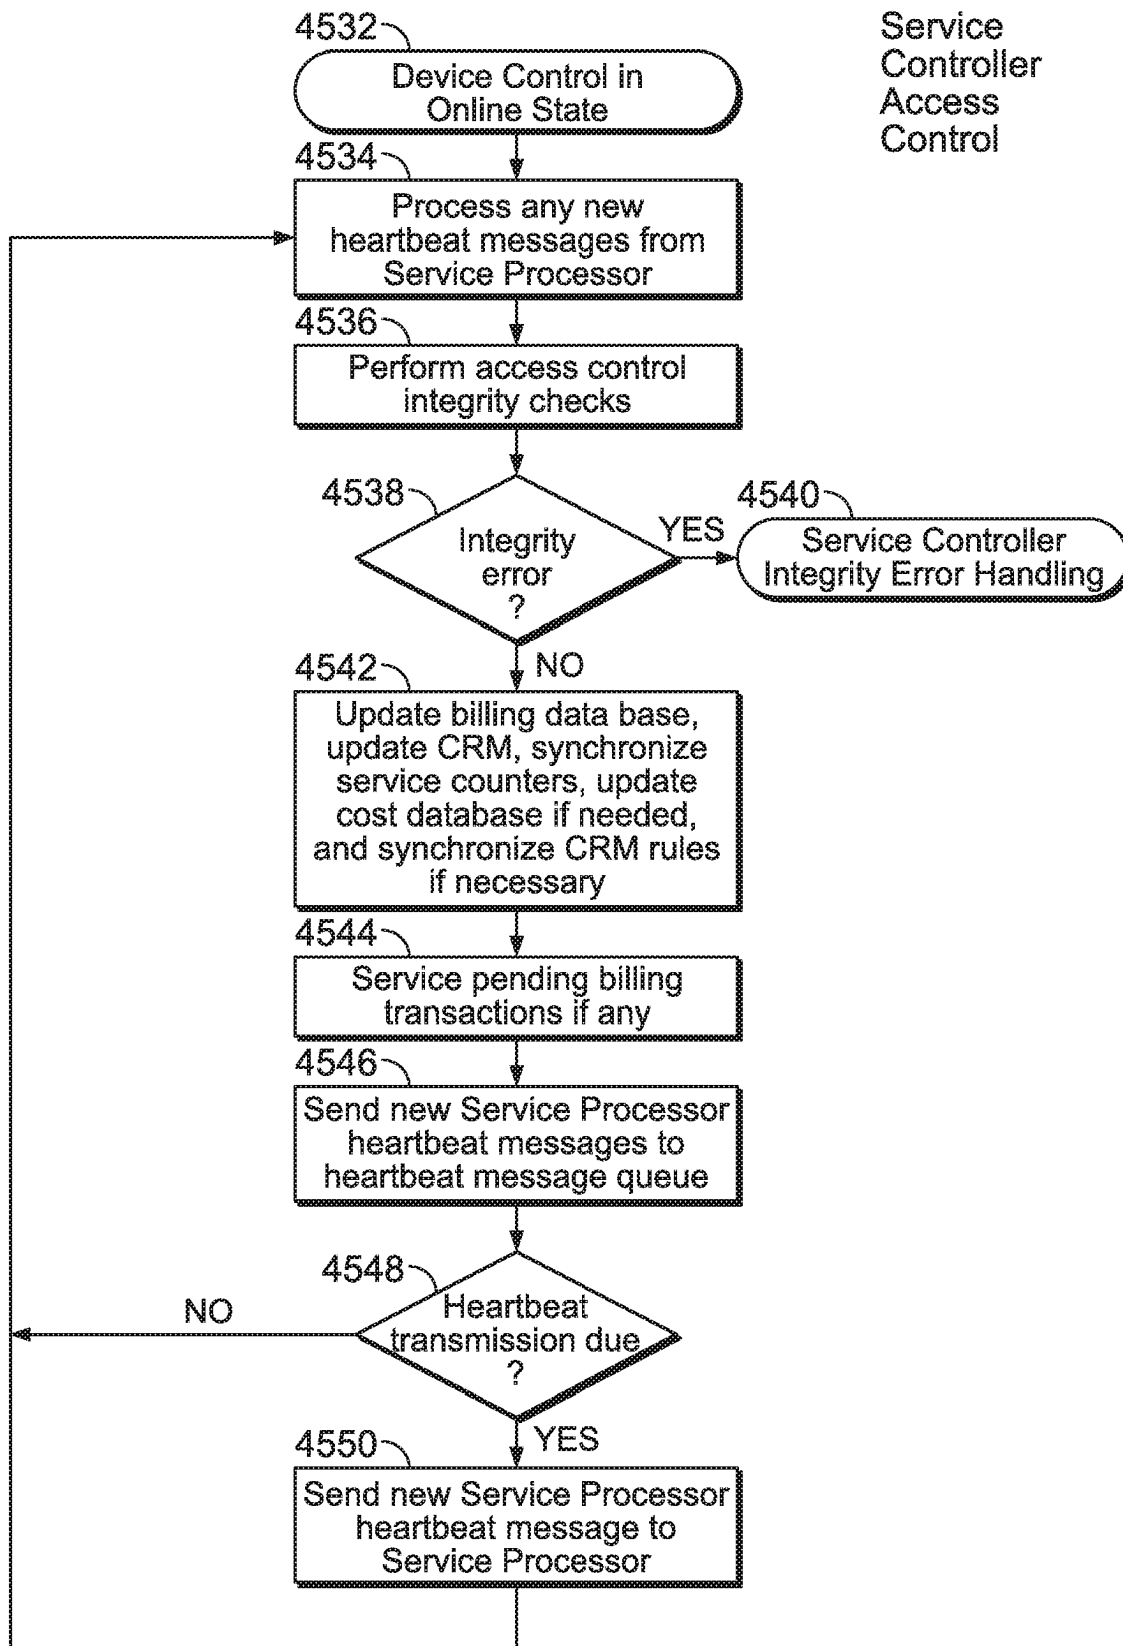 Service
Controller
Access
Control
4532
Device Control in
Online State
4534
Process any new
heartbeat messages from
Service Processor
4536
Perform access control
integrity checks
4538
Integrity
error
?
YES
4540
Service Controller
Integrity Error Handling
NO
4542
Update billing data base,
update CRM, synchronize
service counters, update
cost database if needed,
and synchronize CRM rules
if necessary
4544
Service pending billing
transactions if any
4546
Send new Service Processor
heartbeat messages to
heartbeat message queue
4548
Heartbeat
transmission due
?
NO
YES
4550
Send new Service Processor
heartbeat message to
Service Processor